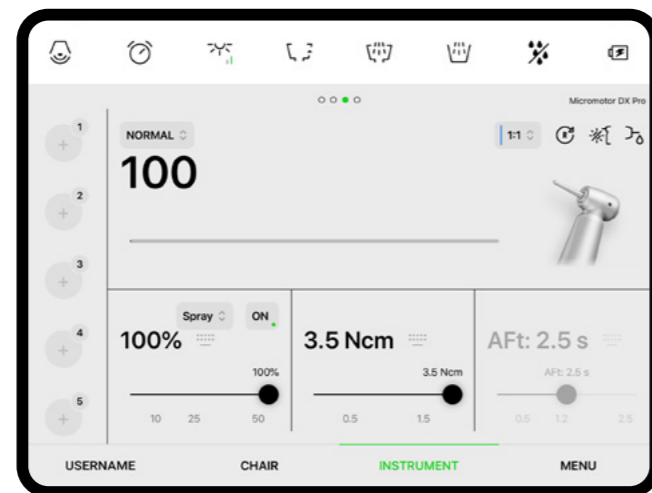 Micromotor DX Pro
1
NORMAL
1:1
100
2
3
Spray
ON
4
100%
3.5 Ncm
AFt: 2.5 s
100%
3.5 Ncm
AFt: 2.5 s
5
10 25 50
0.5 1.5
0.5 1.2 2.5
USERNAME CHAIR INSTRUMENT MENU